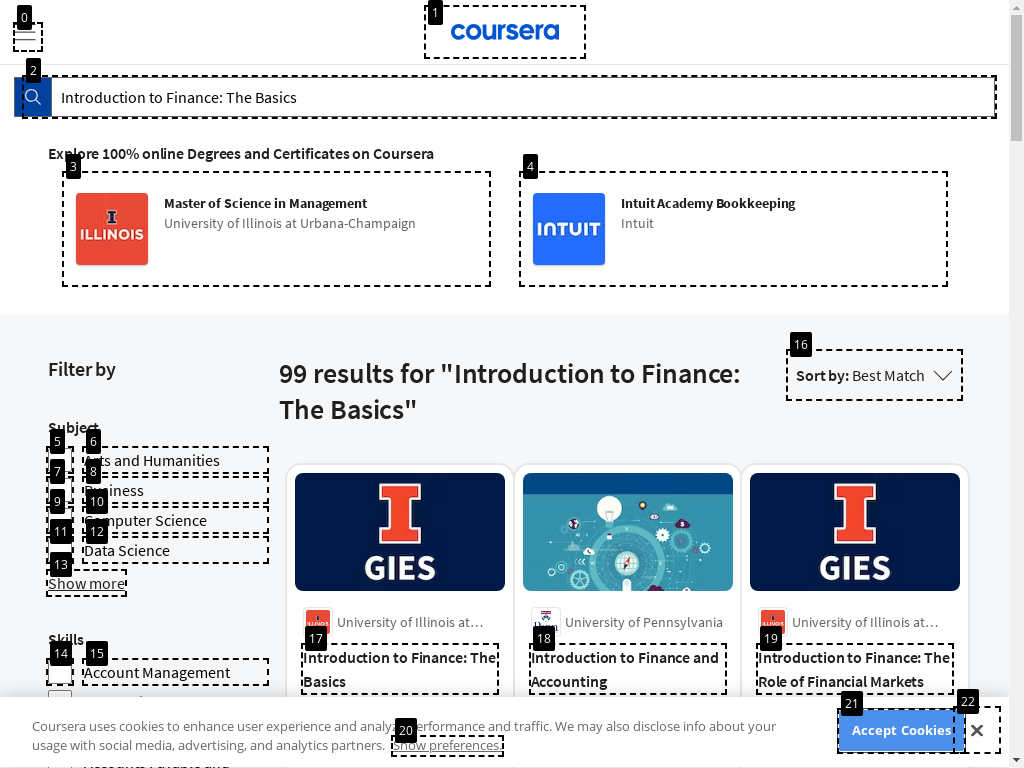 0
1
coursera
2
Introduction to Finance: The Basics
Explore 100% online Degrees and Certificates on Coursera
3
4
I
ILLINOIS
Master of Science in Management
University of Illinois at Urbana-Champaign
INTUIT
Intuit Academy Bookkeeping
Intuit
16
Filter by
99 results for "Introduction to Finance:
The Basics"
Sort by: Best Match
Subject
5
6
Arts and Humanities
7
8
Business
9
10
Computer Science
11
12
Data Science
13
Show more
I
GIES
I
GIES
University of Illinois at...
University of Pennsylvania
University of Illinois at...
Skills
14
15
Account Management
17
18
19
Introduction to Finance: The
Basics
Introduction to Finance and
Accounting
Introduction to Finance: The
Role of Financial Markets
Coursera uses cookies to enhance user experience and analyze performance and traffic. We may also disclose info about your
usage with social media, advertising, and analytics partners.
20
Show preferences
21
22
Accept Cookies